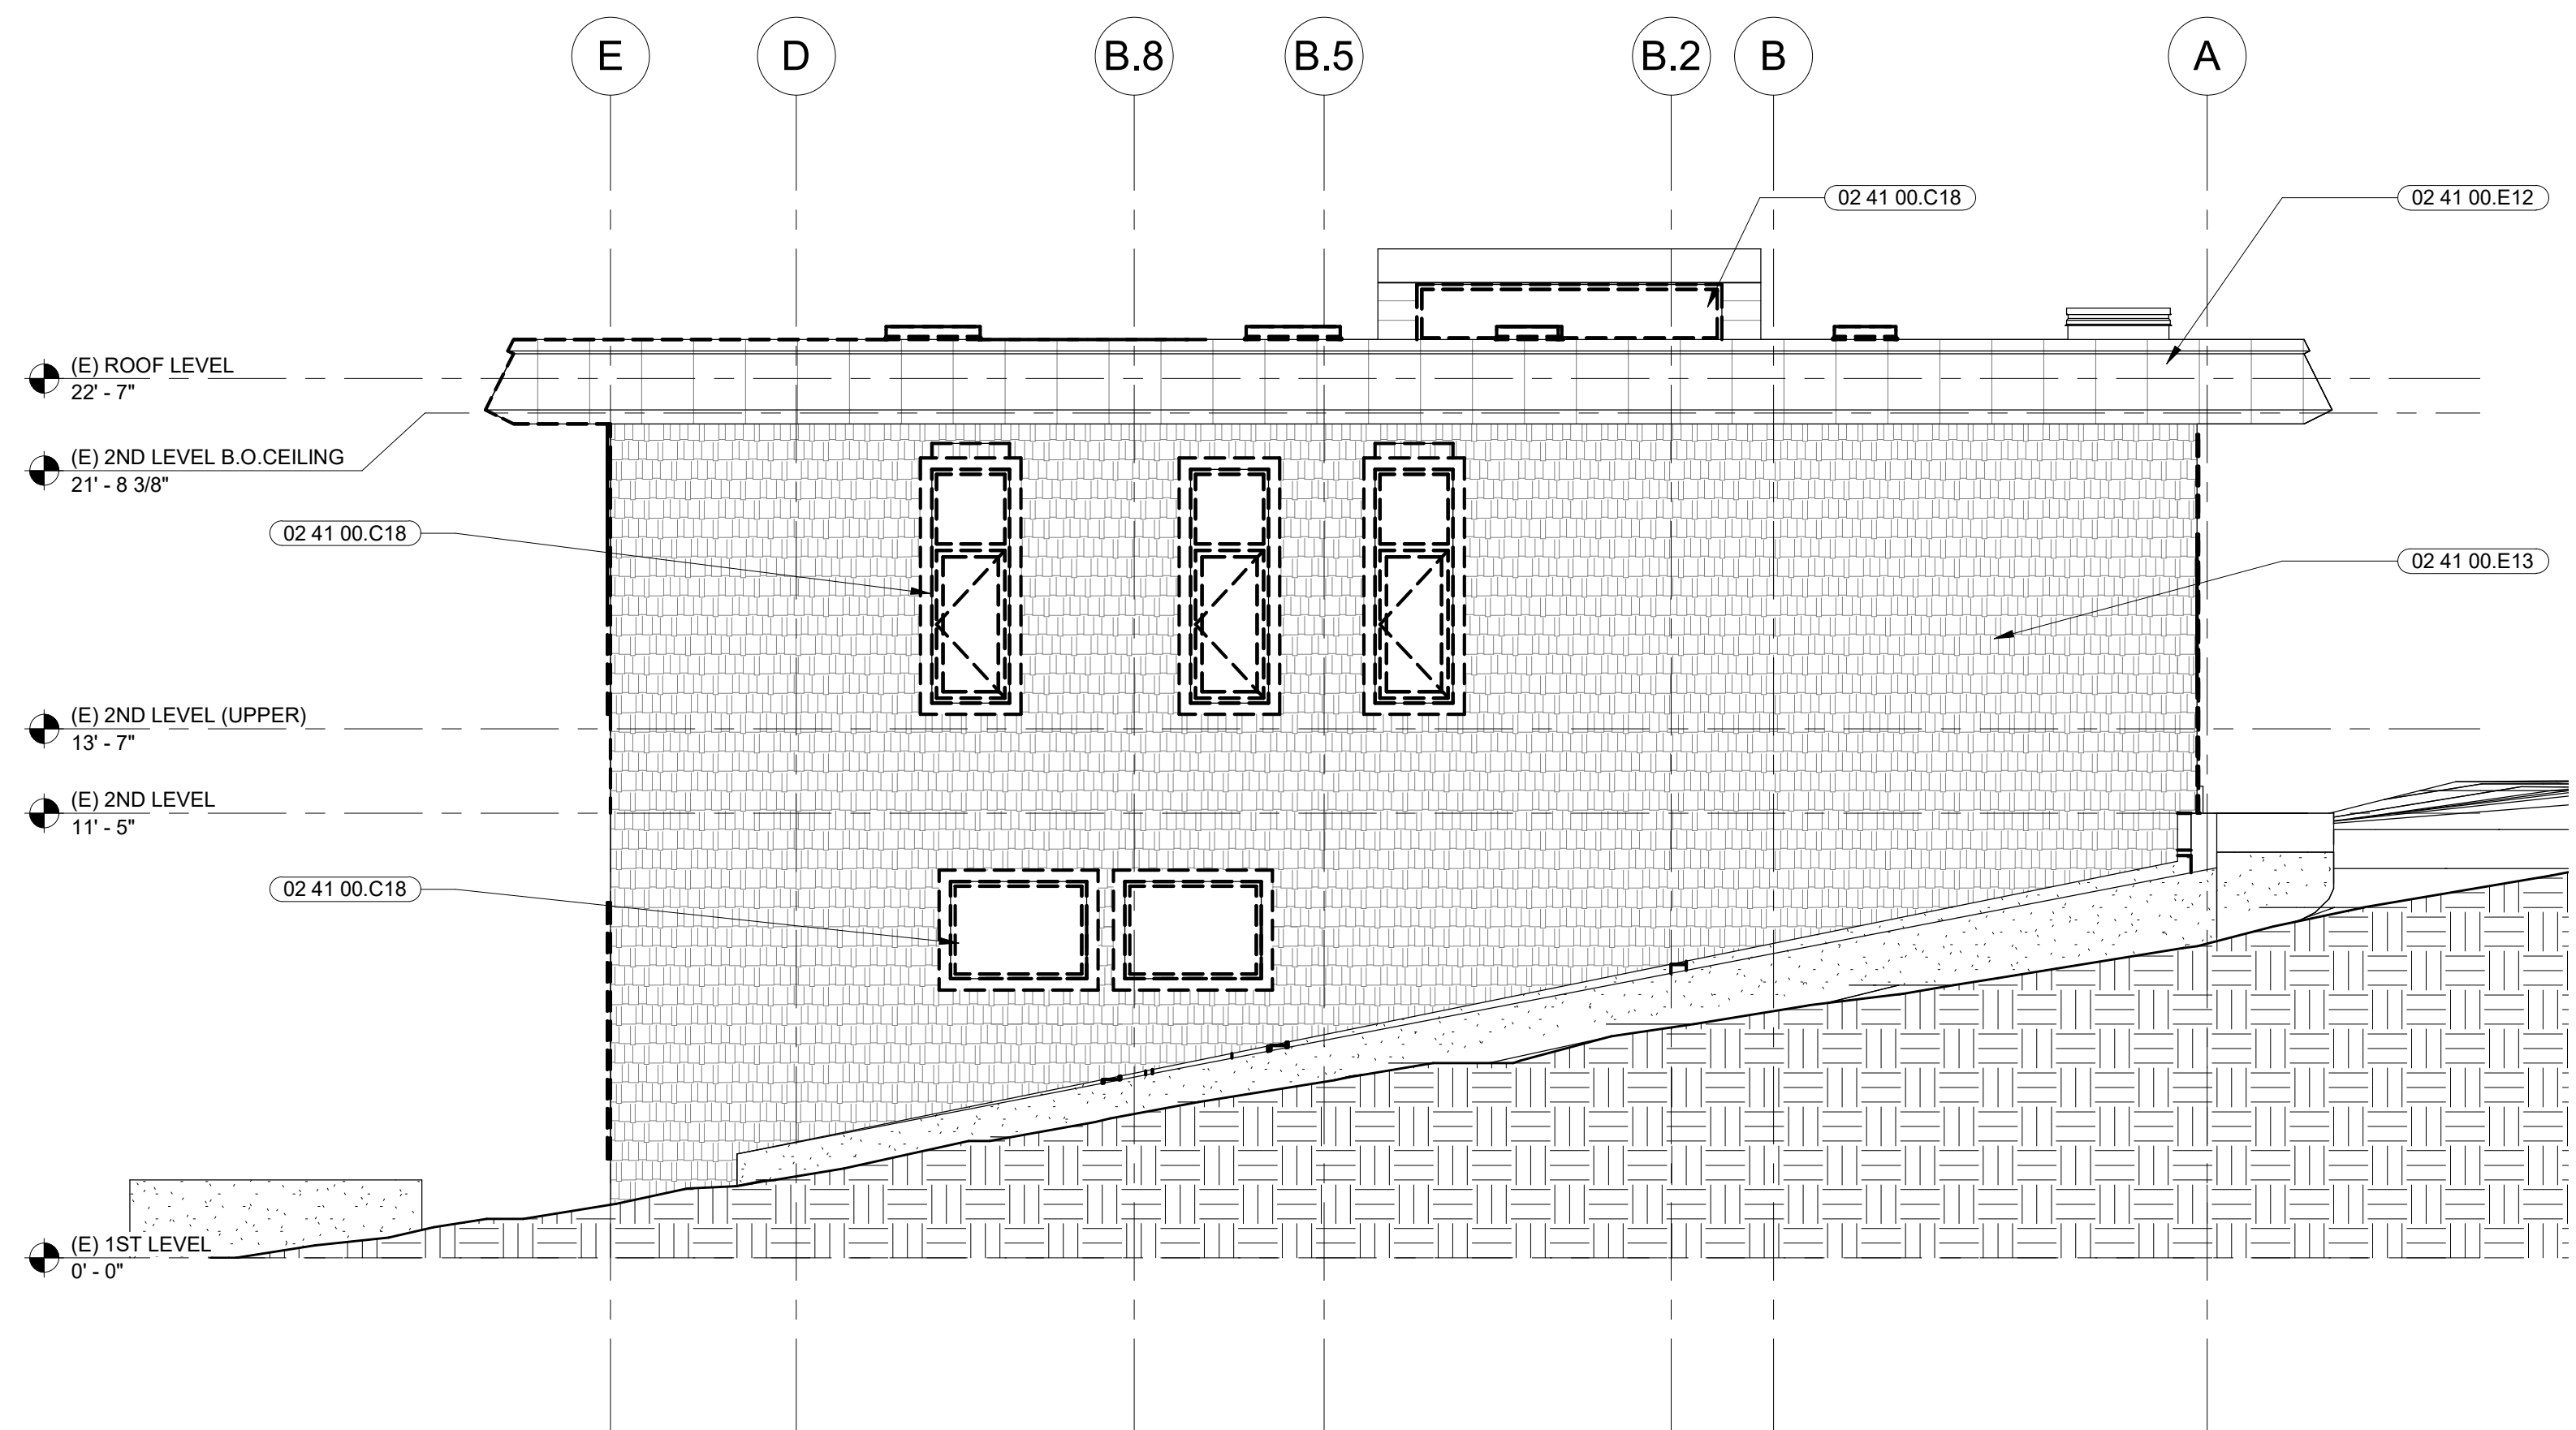 E
D
B.8
B.5
B.2
B
A
02 41 00.C18
02 41 00.E12
(E) ROOF LEVEL
22' - 7"
(E) 2ND LEVEL B.O.CEILING
21' - 8 3/8"
02 41 00.C18
02 41 00.E13
(E) 2ND LEVEL (UPPER)
13' - 7"
(E) 2ND LEVEL
11' - 5"
02 41 00.C18
(E) 1ST LEVEL
0' - 0"